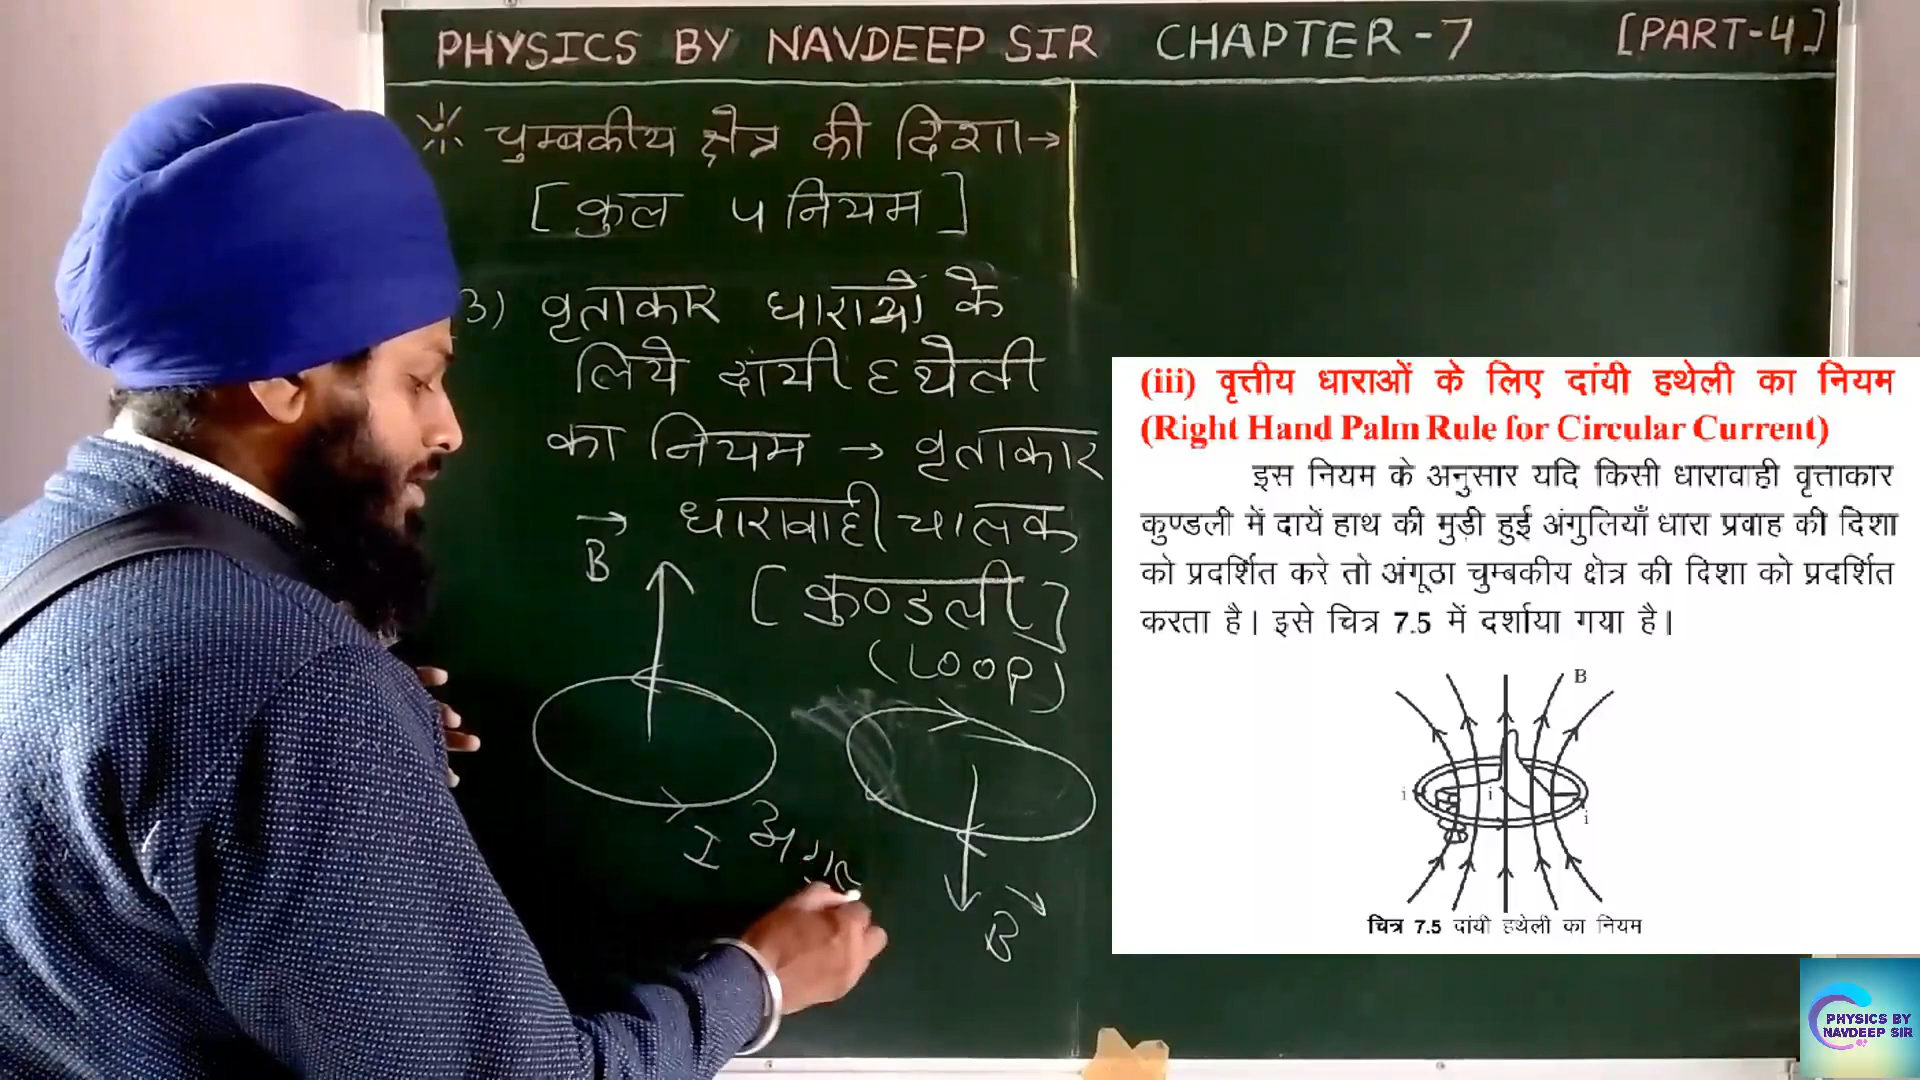 PHYSICS BY NAVDEEP SIR CHAPTER-7 [PART-4]
चुम्बकीय क्षेत्र की दिशा→
[कुल 4 नियम]
3) वृताकार धाराओं के
लिये दांयी हथेली
का नियम → वृताकार
धारावाही चालक
B
[कुण्डली]
(LOOP)
I
B
(iii) वृत्तीय धाराओं के लिए दांयी हथेली का नियम
(Right Hand Palm Rule for Circular Current)
इस नियम के अनुसार यदि किसी धारावाही वृत्ताकार
कुण्डली में दायें हाथ की मुड़ी हुई अंगुलियाँ धारा प्रवाह की दिशा
को प्रदर्शित करे तो अंगूठा चुम्बकीय क्षेत्र की दिशा को प्रदर्शित
करता है। इसे चित्र 7.5 में दर्शाया गया है।
B
i i i
चित्र 7.5 दांयी हथेली का नियम
PHYSICS BY
NAVDEEP SIR